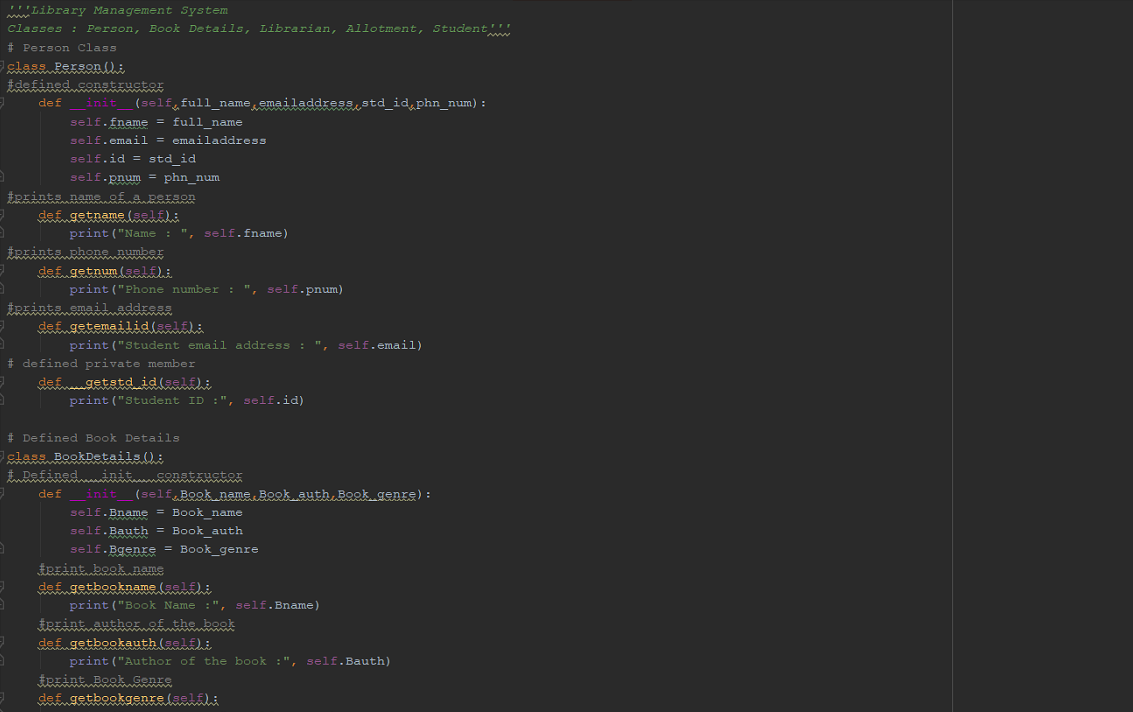 '''Library Management System
Classes : Person, Book Details, Librarian, Allotment, Student'''
# Person Class
class Person():
#defined constructor
    def __init__(self,full_name,emailaddress,std_id,phn_num):
        self.fname = full_name
        self.email = emailaddress
        self.id = std_id
        self.pnum = phn_num
#prints name of a person
    def getname(self):
        print("Name : ", self.fname)
#prints phone number
    def getnum(self):
        print("Phone number : ", self.pnum)
#prints email address
    def getemailid(self):
        print("Student email address : ", self.email)
# defined private member
    def __getstd_id(self):
        print("Student ID :", self.id)
# Defined Book Details
class BookDetails():
# Defined __init__ constructor
    def __init__(self,Book_name,Book_auth,Book_genre):
        self.Bname = Book_name
        self.Bauth = Book_auth
        self.Bgenre = Book_genre
    #print book name
    def getbookname(self):
        print("Book Name :", self.Bname)
    #print author of the book
    def getbookauth(self):
        print("Author of the book :", self.Bauth)
    #print Book Genre
    def getbookgenre(self):